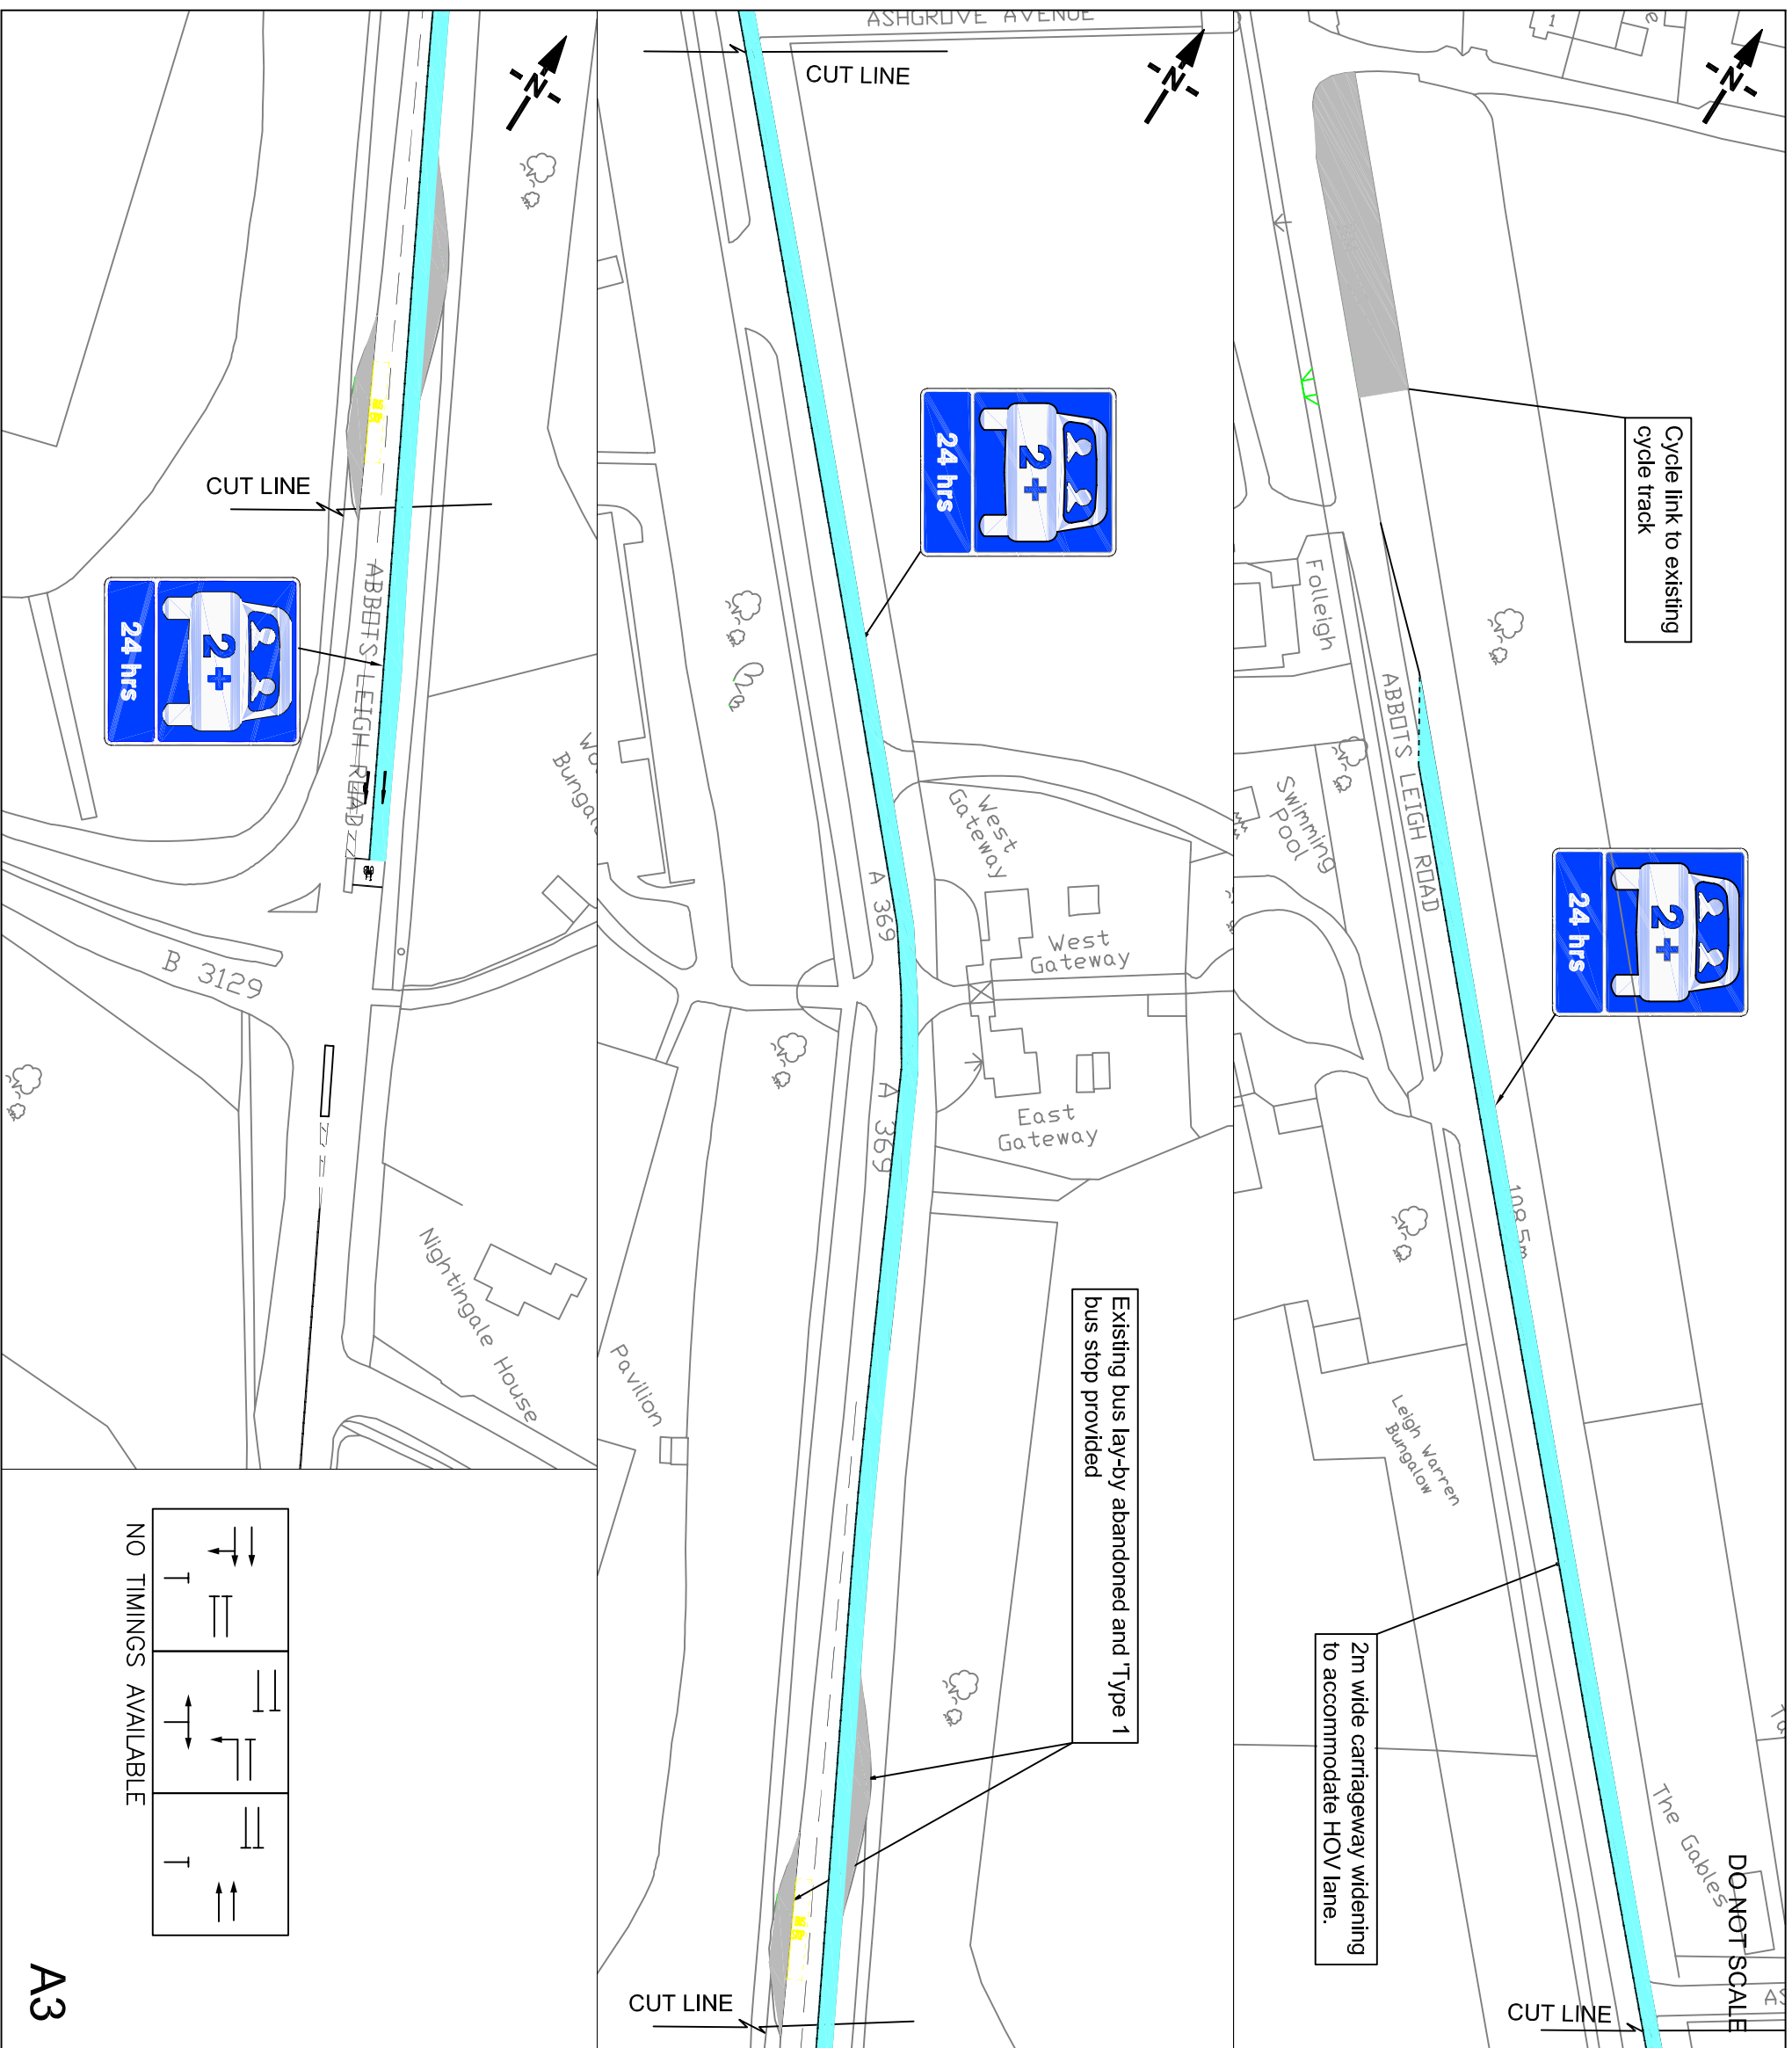 DO NOT SCALE
Cycle link to existing
cycle track
2+
24 hrs
2m wide carriageway widening
to accommodate HOV lane.
CUT LINE
1
Folleigh
ABBOTS LEIGH ROAD
Swimming
Pool
108.5m
Leigh Warren
Bungalow
The Gables
N
ASHGROVE AVENUE
CUT LINE
N
2+
24 hrs
West
Gateway
West
Gateway
East
Gateway
A 369
A 369
Existing bus lay-by abandoned and 'Type 1
bus stop provided
Pavilion
CUT LINE
N
CUT LINE
2+
24 hrs
ABBOTS LEIGH ROAD
B 3129
Nightingale House
NO TIMINGS AVAILABLE
A3